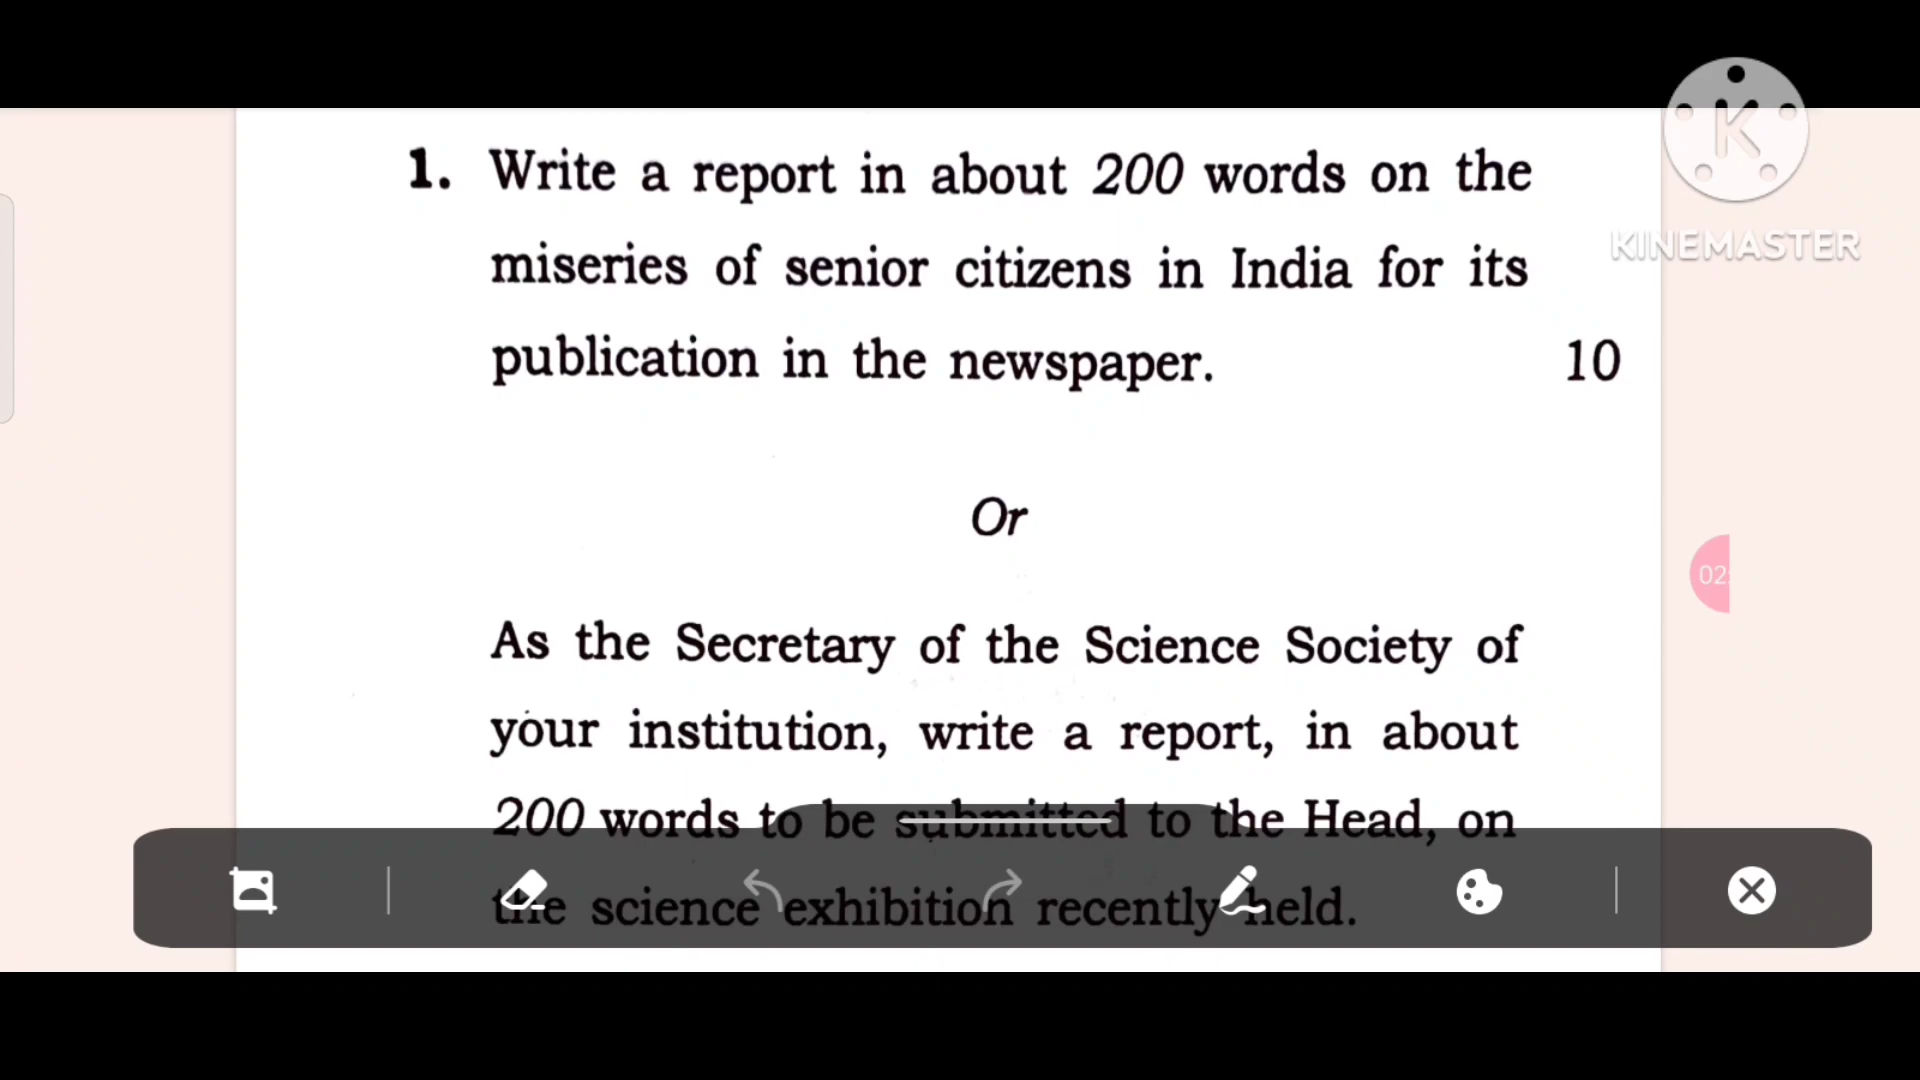 1. Write a report in about 200 words on the
miseries of senior citizens in India for its
publication in the newspaper. 10
Or
As the Secretary of the Science Society of
your institution, write a report, in about
200 words to be submitted to the Head, on
the science exhibition recently held.
K
KINEMASTER
02